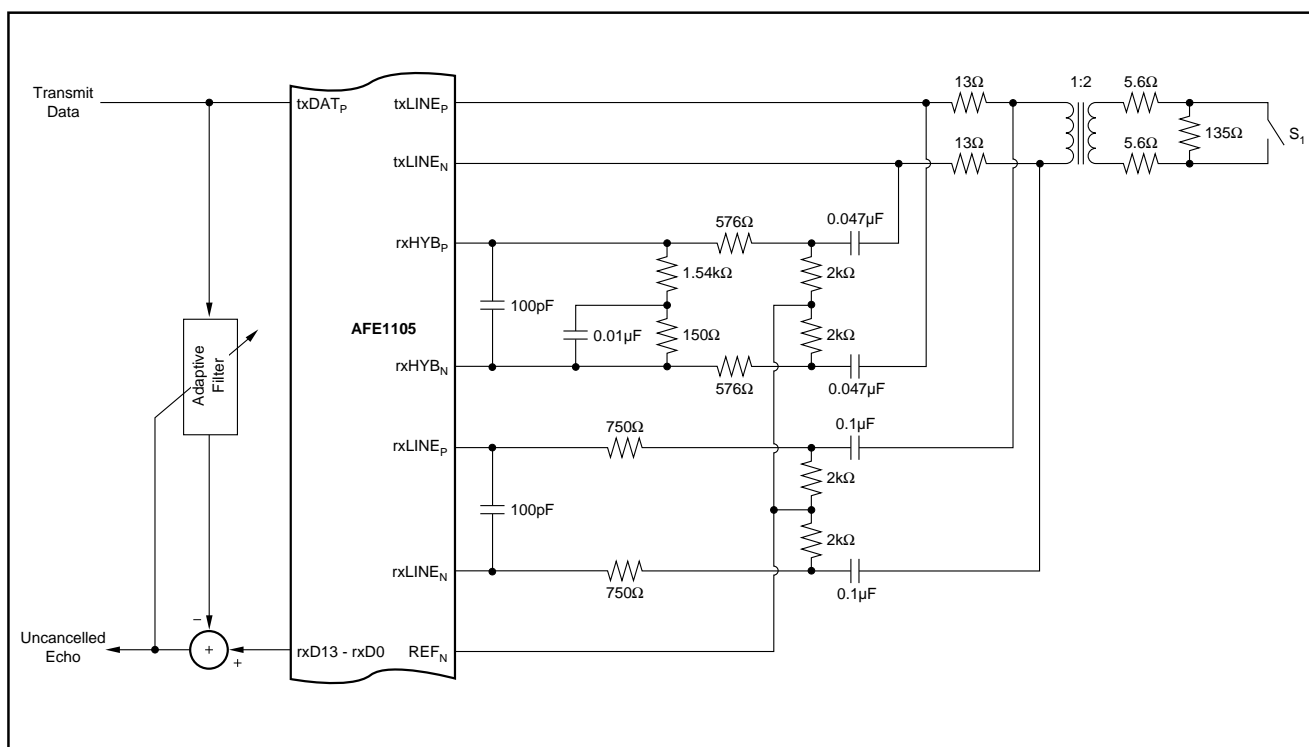 Transmit
Data
txDATP
txLINEP
13Ω
1:2
5.6Ω
135Ω
S1
txLINEN
13Ω
5.6Ω
rxHYBP
576Ω
0.047µF
1.54kΩ
2kΩ
100pF
AFE1105
0.01µF
150Ω
2kΩ
rxHYBN
576Ω
0.047µF
Adaptive
Filter
rxLINEP
750Ω
0.1µF
2kΩ
100pF
2kΩ
rxLINEN
750Ω
0.1µF
–
Uncancelled
Echo
+
+
rxD13 - rxD0
REFN